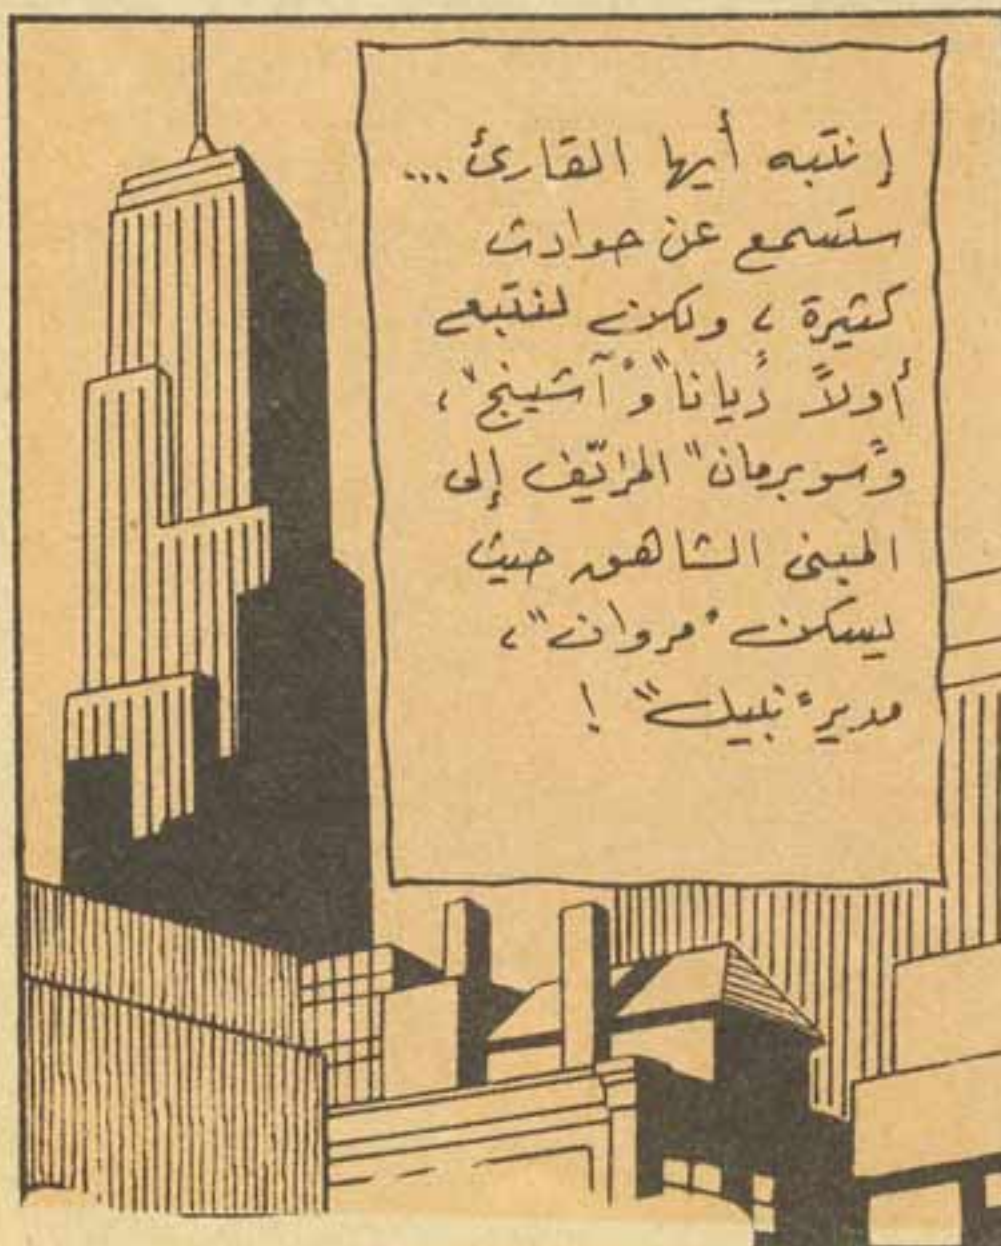 إنتبه أيها القارئ...
ستسمع عن حوادث
كثيرة ، ولكن لنتبع
أولاً "ديانا" و"آشينج"،
و"سوبرمان" المزيّف إلى
المبنى الشاهق حيث
يسكن "مروان"،
مدير "نبيل" !